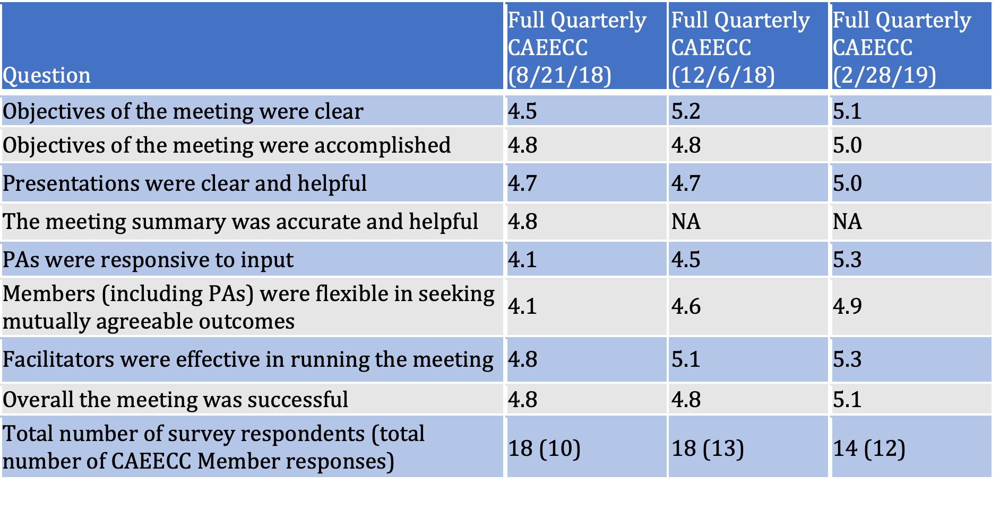 Question
Full Quarterly
CAEECC
(8/21/18)
Full Quarterly
CAEECC
(12/6/18)
Full Quarterly
CAEECC
(2/28/19)
Objectives of the meeting were clear 4.5 5.2 5.1
Objectives of the meeting were accomplished 4.8 4.8 5.0
Presentations were clear and helpful 4.7 4.7 5.0
The meeting summary was accurate and helpful 4.8 NA NA
PAs were responsive to input 4.1 4.5 5.3
Members (including PAs) were flexible in seeking
mutually agreeable outcomes
4.1 4.6 4.9
Facilitators were effective in running the meeting 4.8 5.1 5.3
Overall the meeting was successful 4.8 4.8 5.1
Total number of survey respondents (total
number of CAEECC Member responses)
18 (10) 18 (13) 14 (12)